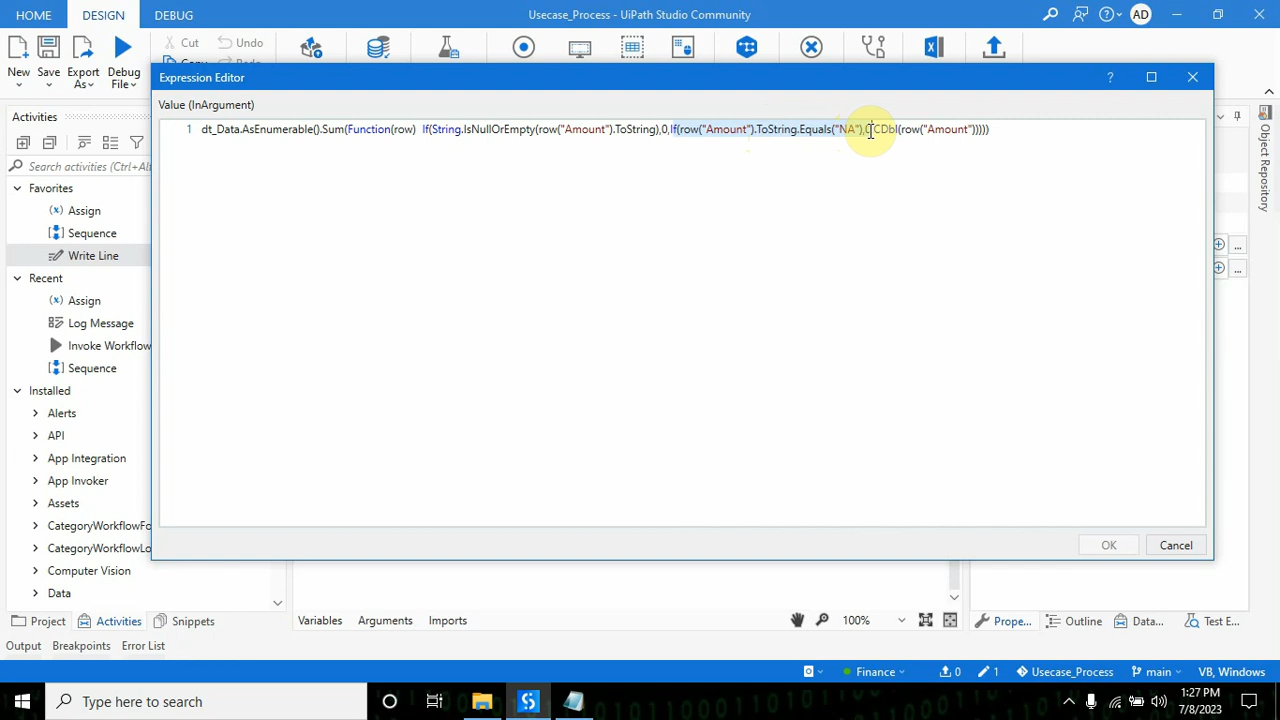 HOME
DESIGN
DEBUG
Usecase_Process - UiPath Studio Community
AD
Cut
Undo
New
Save
Export As
Debug File
Expression Editor
Value (InArgument)
1 dt_Data.AsEnumerable().Sum(Function(row)  If(String.IsNullOrEmpty(row("Amount").ToString),0,If(row("Amount").ToString.Equals("NA"),0,CDbl(row("Amount")))))
Activities
Search Activities (Ctrl+Al
Favorites
Assign
Sequence
Write Line
Recent
Assign
Log Message
Invoke Workflow
Sequence
Installed
Alerts
API
App Integration
App Invoker
Assets
CategoryWorkflowFo
CategoryWorkflowLo
Computer Vision
Data
Object Repository
OK
Cancel
Project
Activities
Snippets
Variables
Arguments
Imports
100%
Prope...
Outline
Data...
Test E...
Output
Breakpoints
Error List
Finance
0
1
Usecase_Process
main
VB, Windows
Type here to search
1:27 PM
7/8/2023